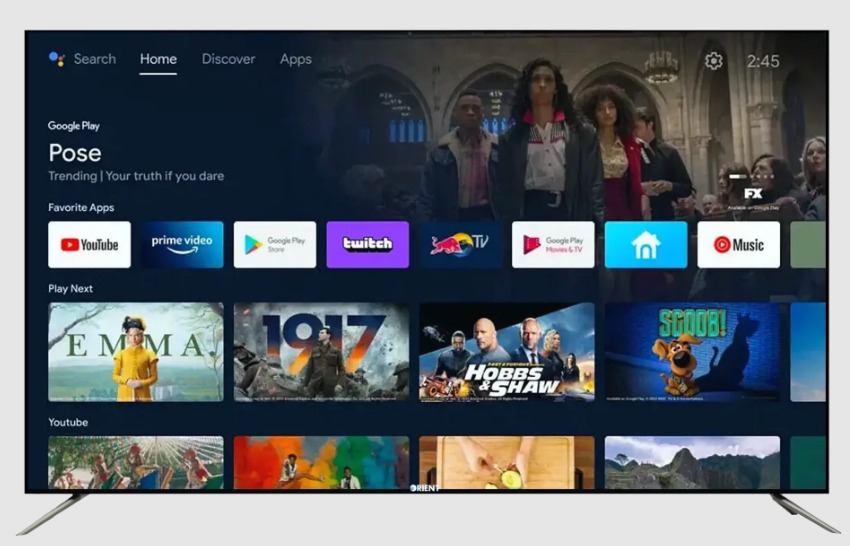 Search Home Discover Apps 2:45
Google Play
Pose
Trending | Your truth if you dare
FX
Available on Google Play
Favorite Apps
YouTube prime video Google Play Store twitch TV Google Play Movies & TV Music
Play Next
EMMA. 1917 FAST & FURIOUS HOBBS & SHAW SCOOB!
Youtube
ORIENT